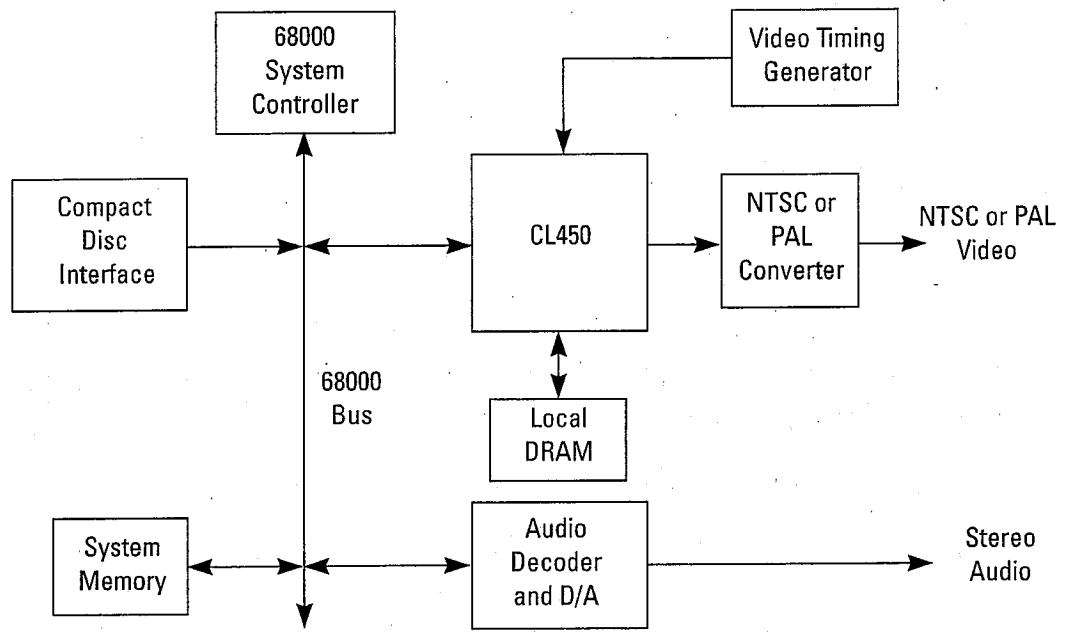 68000
System
Controller
Video Timing
Generator
Compact
Disc
Interface
CL450
NTSC or
PAL
Converter
NTSC or PAL
Video
68000
Bus
Local
DRAM
System
Memory
Audio
Decoder
and D/A
Stereo
Audio